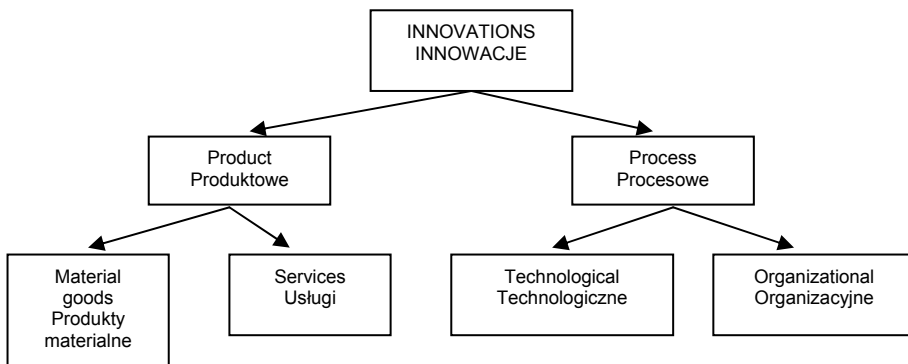 INNOVATIONS
INNOWACJE
Product
Produktowe
Process
Procesowe
Material
goods
Produkty
materialne
Services
Usługi
Technological
Technologiczne
Organizational
Organizacyjne